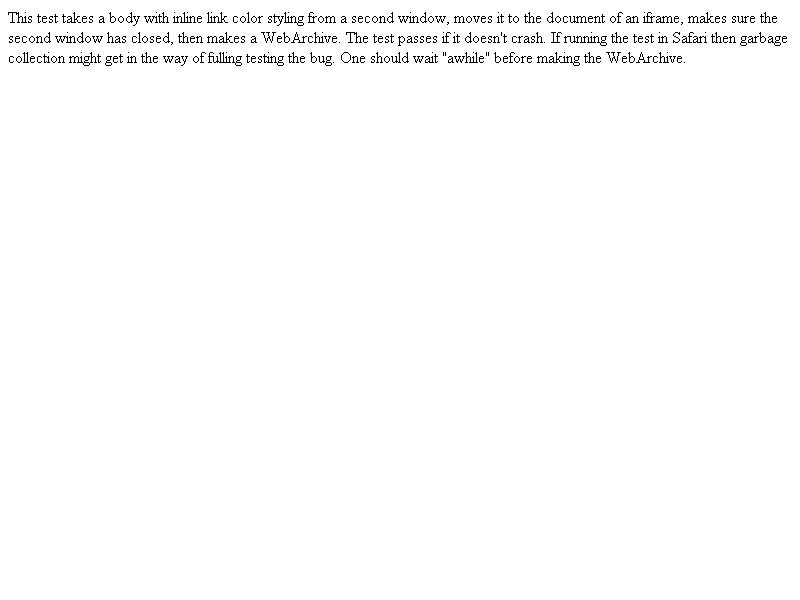 This test takes a body with inline link color styling from a second window, moves it to the document of an iframe, makes sure the
second window has closed, then makes a WebArchive. The test passes if it doesn't crash. If running the test in Safari then garbage
collection might get in the way of fulling testing the bug. One should wait "awhile" before making the WebArchive.